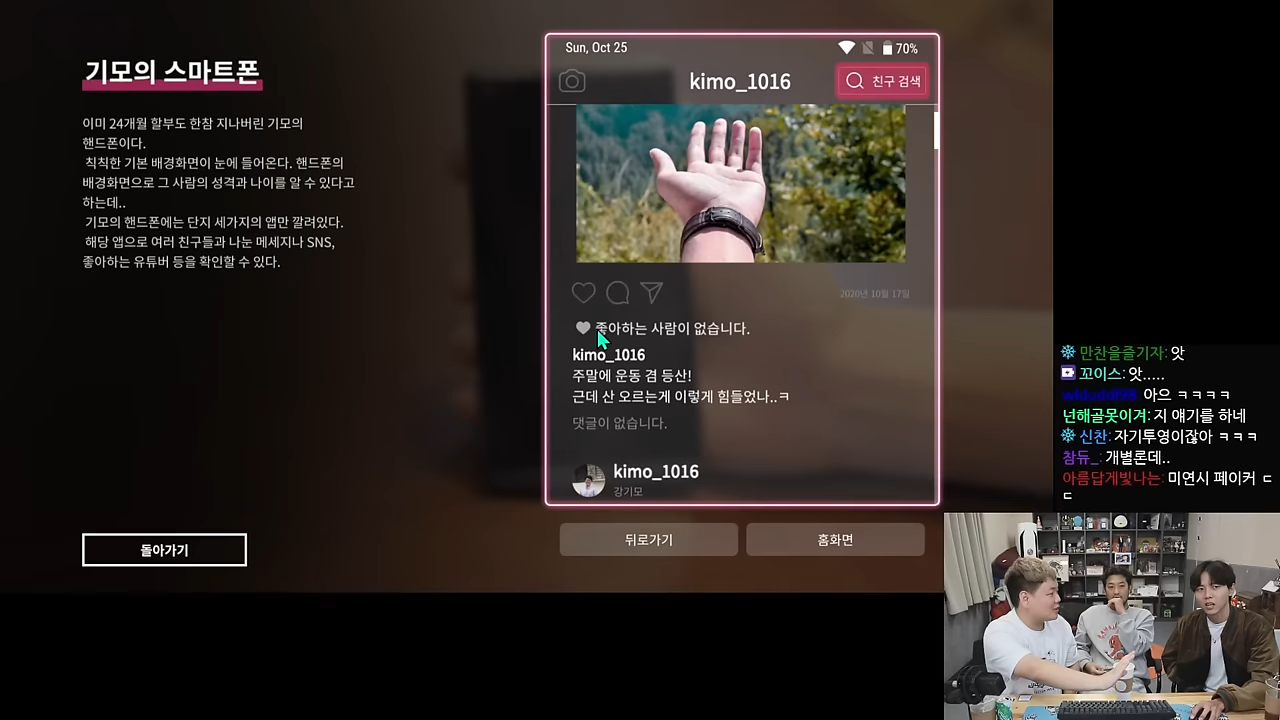 기모의 스마트폰
이미 24개월 할부도 한참 지나버린 기모의
핸드폰이다.
칙칙한 기본 배경화면이 눈에 들어온다. 핸드폰의
배경화면으로 그 사람의 성격과 나이를 알 수 있다고
하는데..
기모의 핸드폰에는 단지 세가지의 앱만 깔려있다.
해당 앱으로 여러 친구들과 나눈 메세지나 SNS,
좋아하는 유튜버 등을 확인할 수 있다.
돌아가기
Sun, Oct 25
70%
kimo_1016
친구 검색
2020년 10월 17일
좋아하는 사람이 없습니다.
kimo_1016
주말에 운동 겸 등산!
근데 산 오르는게 이렇게 힘들었나..ㅋ
댓글이 없습니다.
kimo_1016
강기모
뒤로가기
홈화면
만찬을즐기자: 앗
꼬이스: 앗.....
아으 ㅋㅋㅋㅋ
넌해골못이겨: 지 얘기를 하네
신찬: 자기투영이잖아 ㅋㅋㅋ
참듀_: 개별론데..
아름답게빛나는: 미연시 페이커 ㄷ
ㄷ